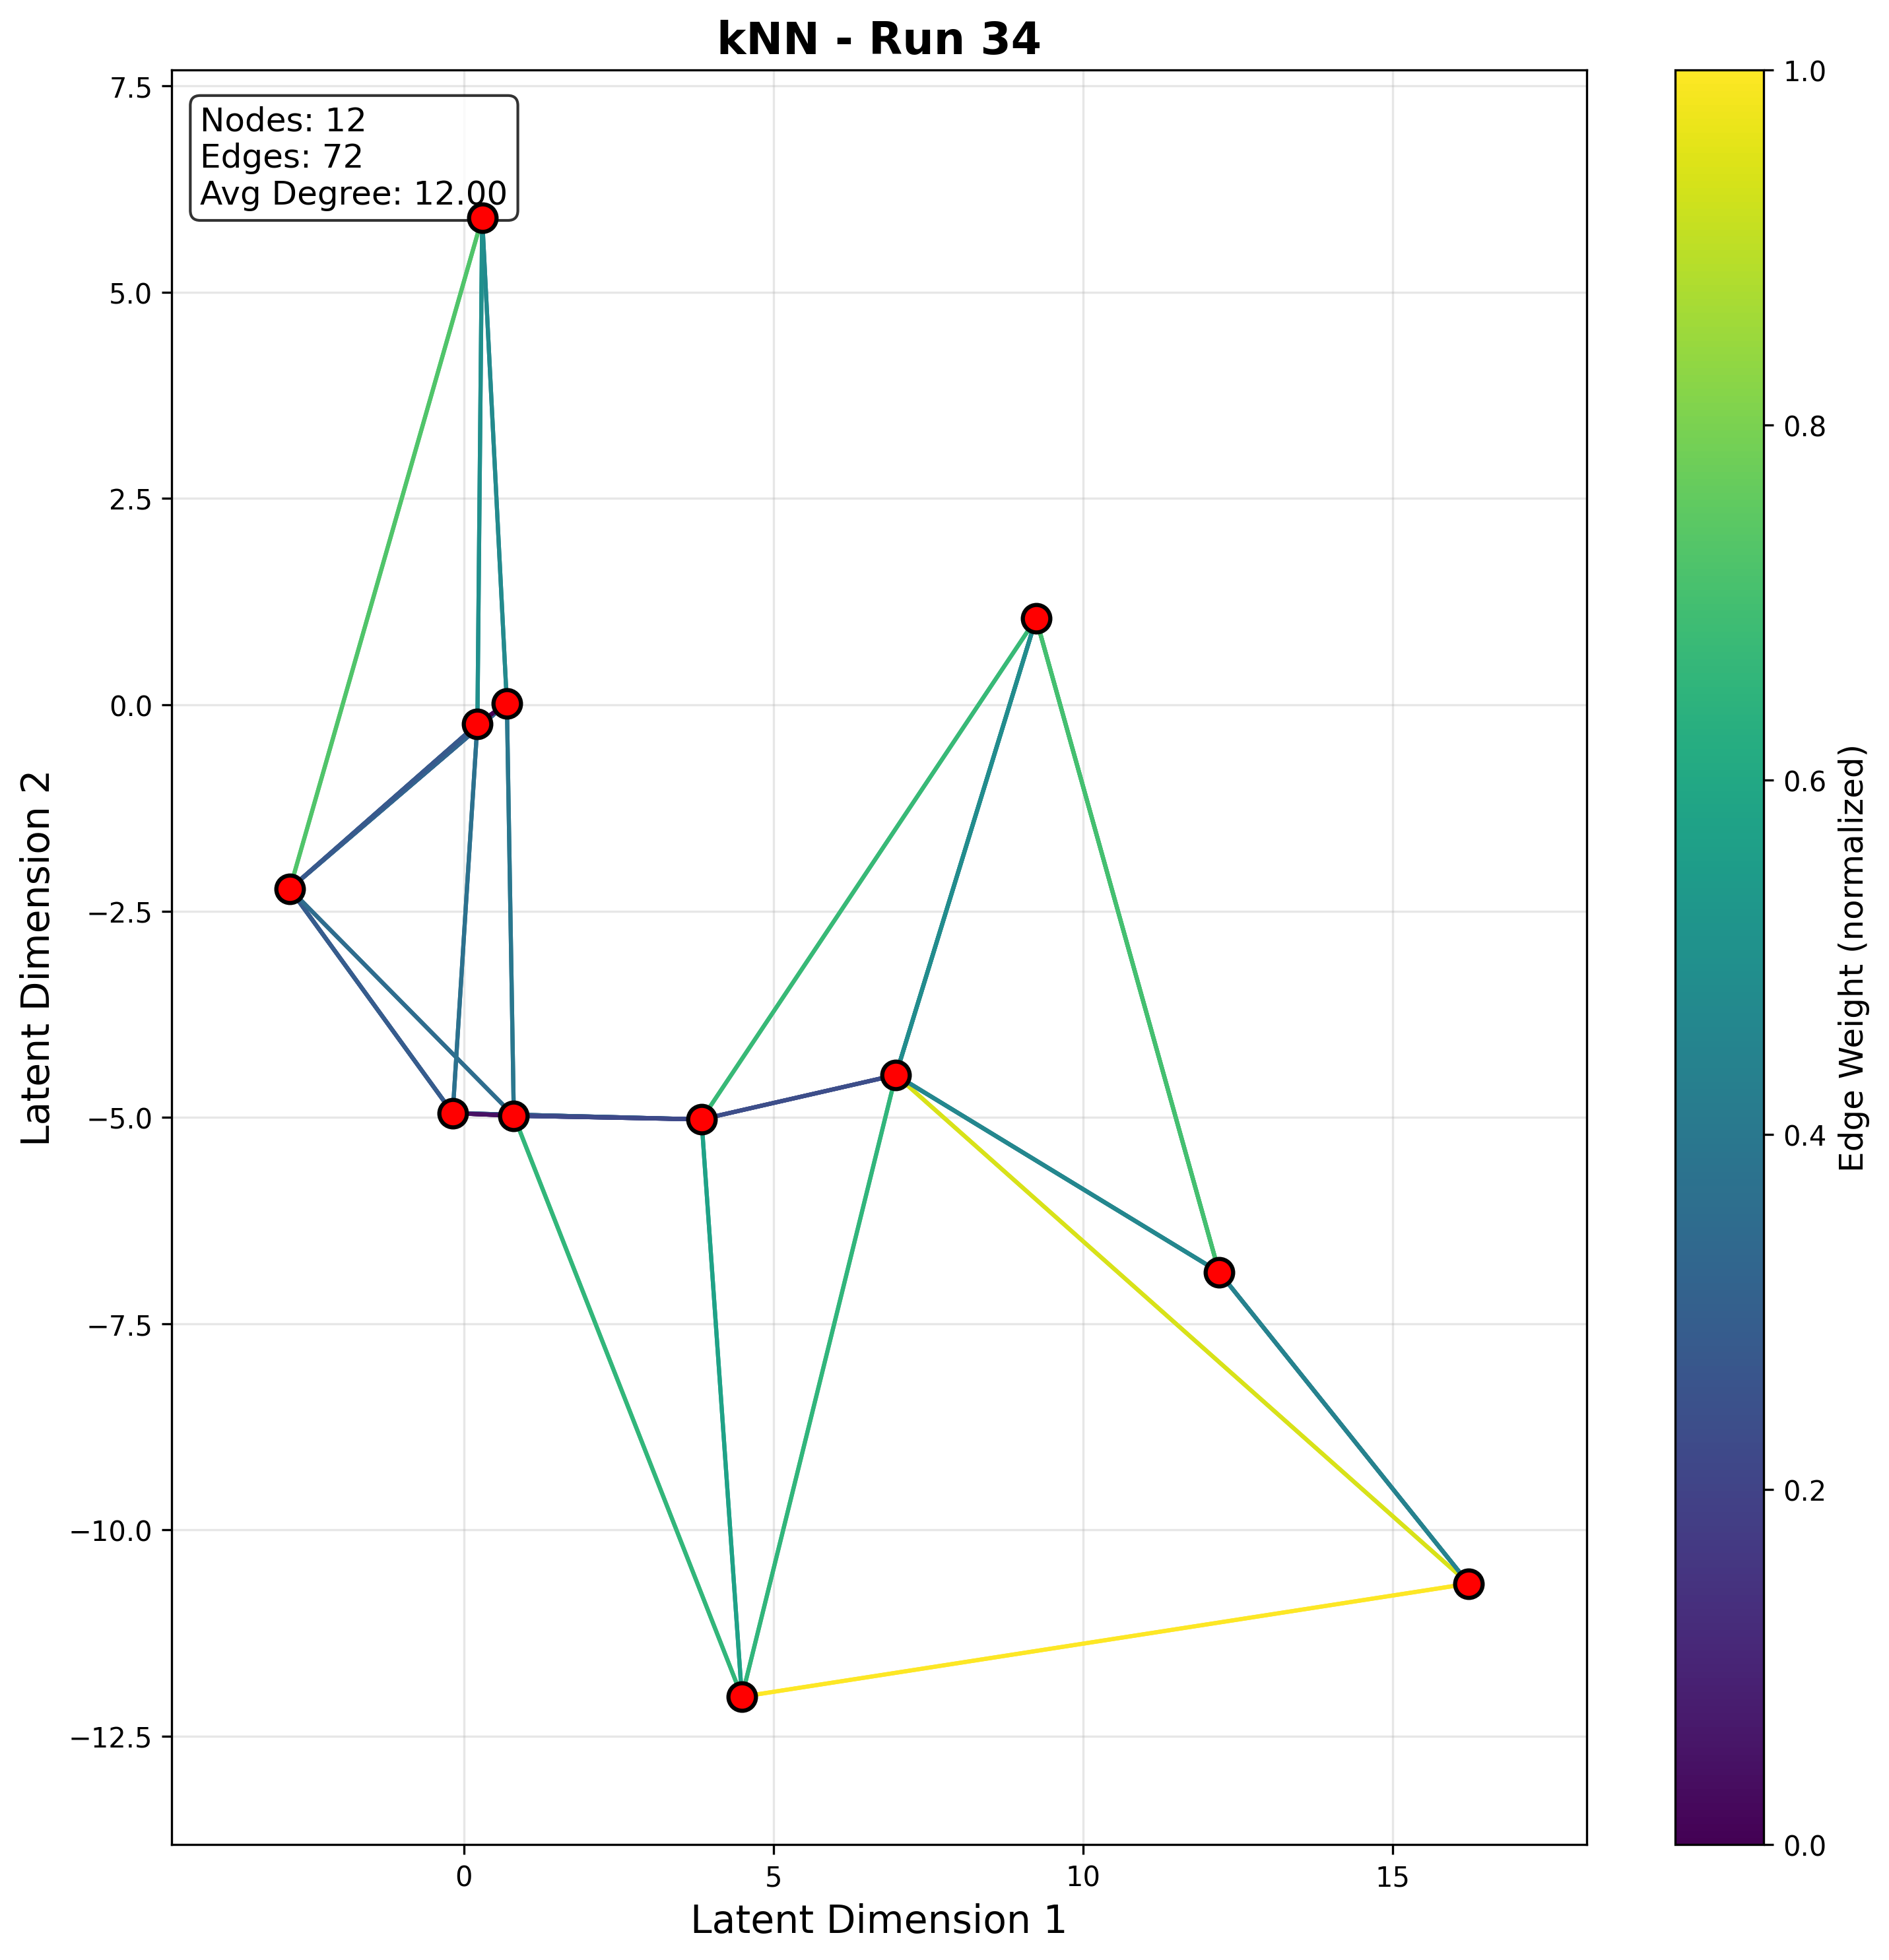 kNN - Run 34
Nodes: 12
Edges: 72
Avg Degree: 12.00
7.5
5.0
2.5
0.0
−2.5
−5.0
−7.5
−10.0
−12.5
Latent Dimension 2
0
5
10
15
Latent Dimension 1
1.0
0.8
0.6
0.4
0.2
0.0
Edge Weight (normalized)